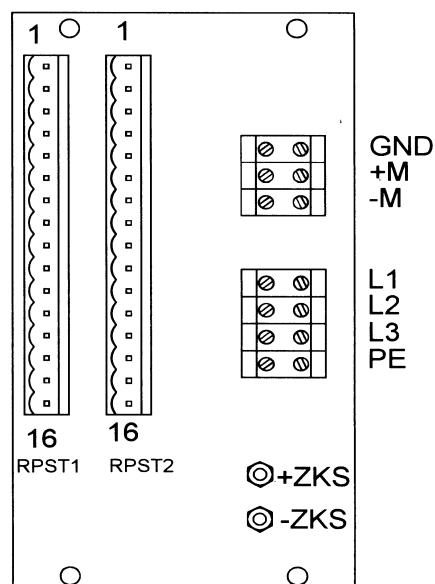 1 1
GND
+M
-M
L1
L2
L3
PE
16 16
RPST1 RPST2
+ZKS
-ZKS